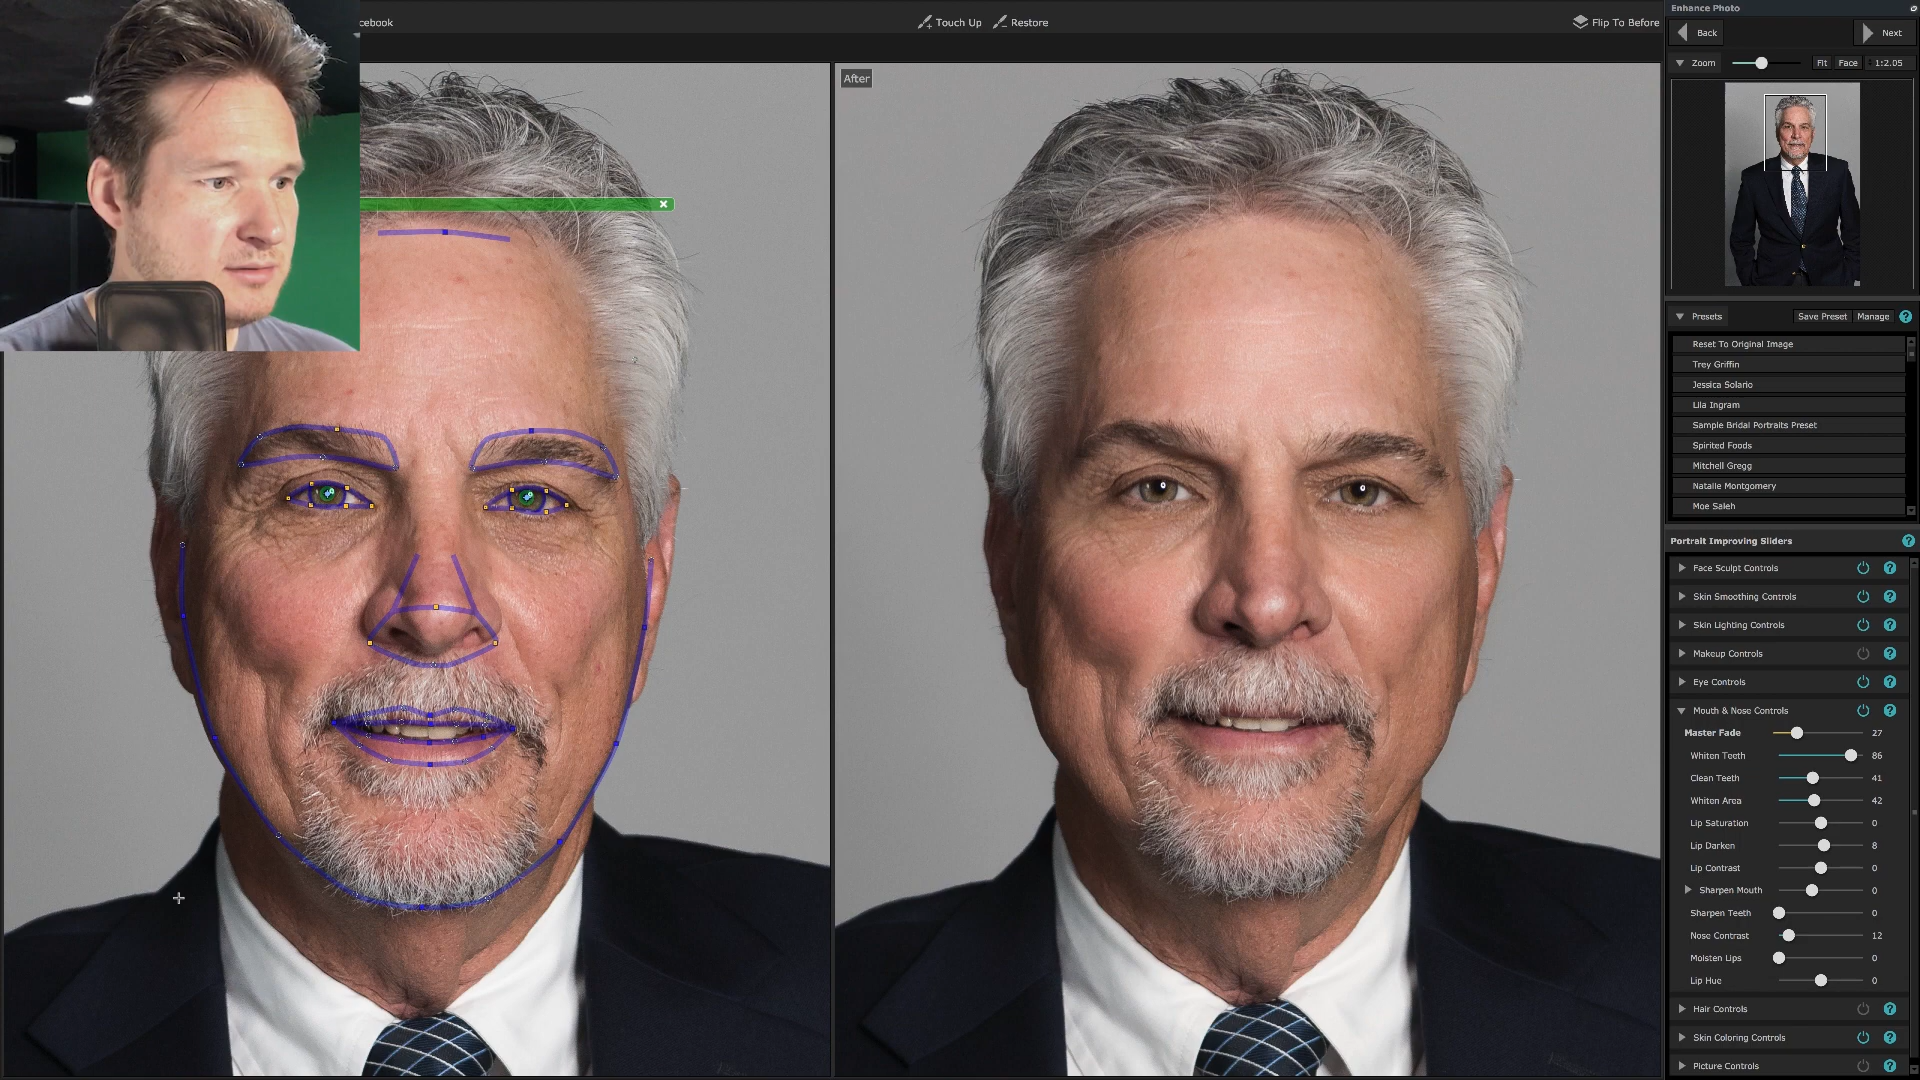 cebook
Touch Up
Restore
Flip To Before
Enhance Photo
Back
Next
Zoom
Fit
Face
1:2.05
After
Presets
Save Preset
Manage
?
Reset To Original Image
Trey Griffin
Jessica Solario
Lila Ingram
Sample Bridal Portraits Preset
Spirited Foods
Mitchell Gregg
Natalie Montgomery
Moe Saleh
Portrait Improving Sliders
?
Face Sculpt Controls
?
Skin Smoothing Controls
?
Skin Lighting Controls
?
Makeup Controls
?
Eye Controls
?
Mouth & Nose Controls
?
Master Fade 27
Whiten Teeth 86
Clean Teeth 41
Whiten Area 42
Lip Saturation 0
Lip Darken 8
Lip Contrast 0
Sharpen Mouth 0
Sharpen Teeth 0
Nose Contrast 12
Moisten Lips 0
Lip Hue 0
Hair Controls
?
Skin Coloring Controls
?
Picture Controls
?